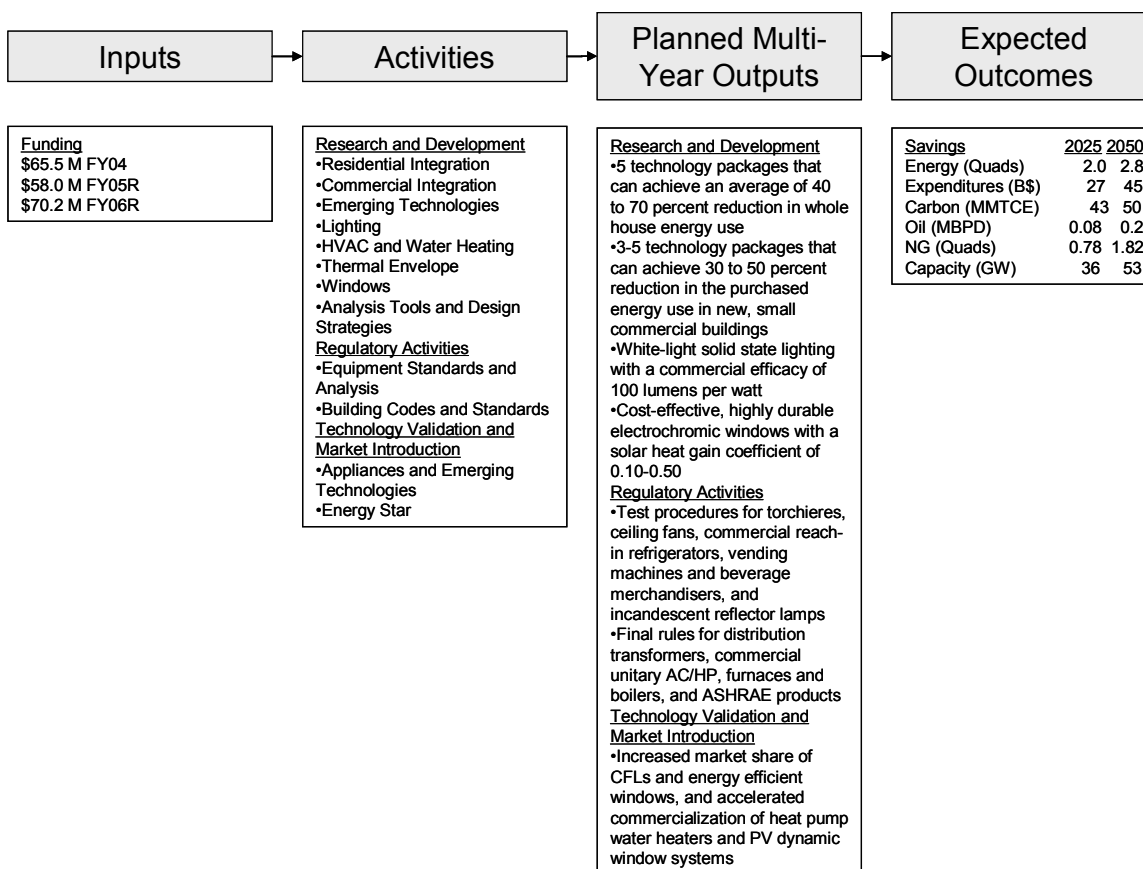 Inputs
Activities
Planned Multi-
Year Outputs
Expected
Outcomes
Funding
$65.5 M FY04
$58.0 M FY05R
$70.2 M FY06R
Research and Development
•Residential Integration
•Commercial Integration
•Emerging Technologies
•Lighting
•HVAC and Water Heating
•Thermal Envelope
•Windows
•Analysis Tools and Design
Strategies
Regulatory Activities
•Equipment Standards and
Analysis
•Building Codes and Standards
Technology Validation and
Market Introduction
•Appliances and Emerging
Technologies
•Energy Star
Research and Development
•5 technology packages that
can achieve an average of 40
to 70 percent reduction in whole
house energy use
•3-5 technology packages that
can achieve 30 to 50 percent
reduction in the purchased
energy use in new, small
commercial buildings
•White-light solid state lighting
with a commercial efficacy of
100 lumens per watt
•Cost-effective, highly durable
electrochromic windows with a
solar heat gain coefficient of
0.10-0.50
Regulatory Activities
•Test procedures for torchieres,
ceiling fans, commercial reach-
in refrigerators, vending
machines and beverage
merchandisers, and
incandescent reflector lamps
•Final rules for distribution
transformers, commercial
unitary AC/HP, furnaces and
boilers, and ASHRAE products
Technology Validation and
Market Introduction
•Increased market share of
CFLs and energy efficient
windows, and accelerated
commercialization of heat pump
water heaters and PV dynamic
window systems
Savings 2025 2050
Energy (Quads) 2.0 2.8
Expenditures (B$) 27 45
Carbon (MMTCE) 43 50
Oil (MBPD) 0.08 0.2
NG (Quads) 0.78 1.82
Capacity (GW) 36 53